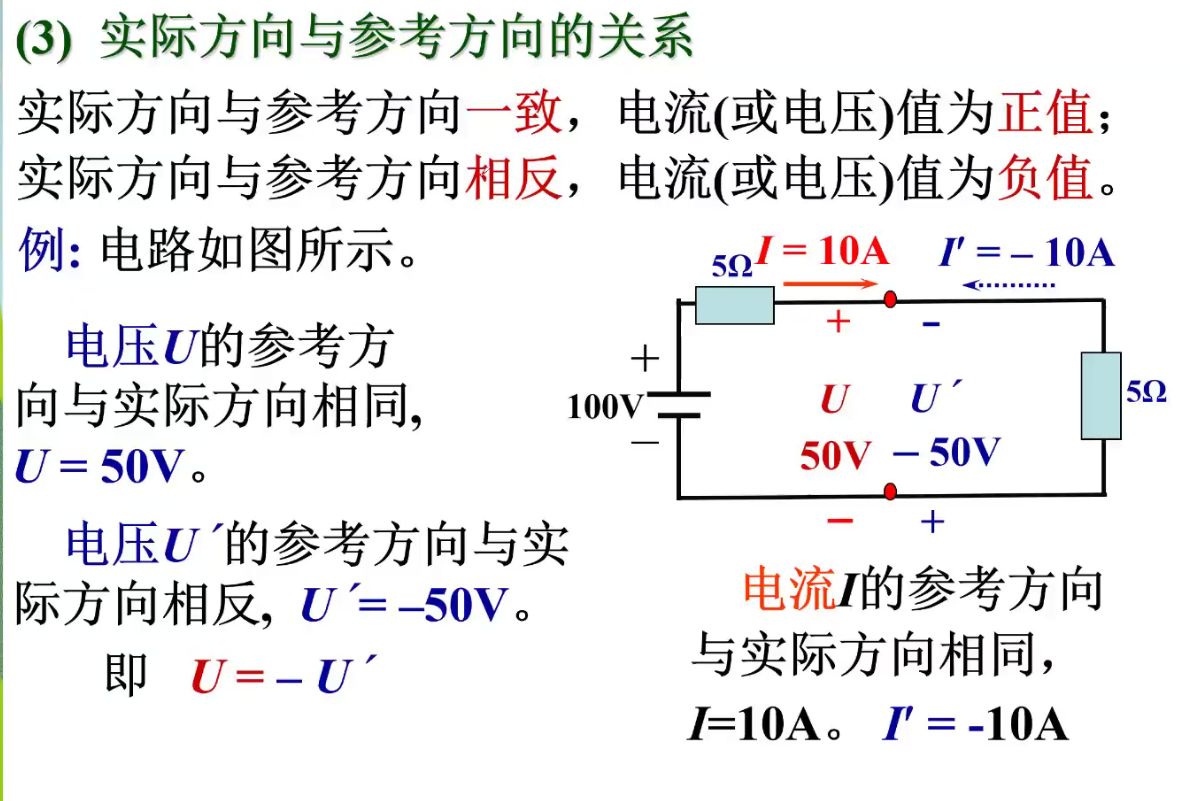 (3) 实际方向与参考方向的关系
实际方向与参考方向一致，电流(或电压)值为正值；
实际方向与参考方向相反，电流(或电压)值为负值。
例: 电路如图所示。
电压U的参考方
向与实际方向相同,
U = 50V。
电压U´的参考方向与实
际方向相反, U´= –50V。
即 U = – U´
5Ω
I = 10A
I′ = – 10A
+
–
+
100V
—
U
U´
50V
– 50V
5Ω
–
+
电流I的参考方向
与实际方向相同，
I=10A。 I′ = -10A